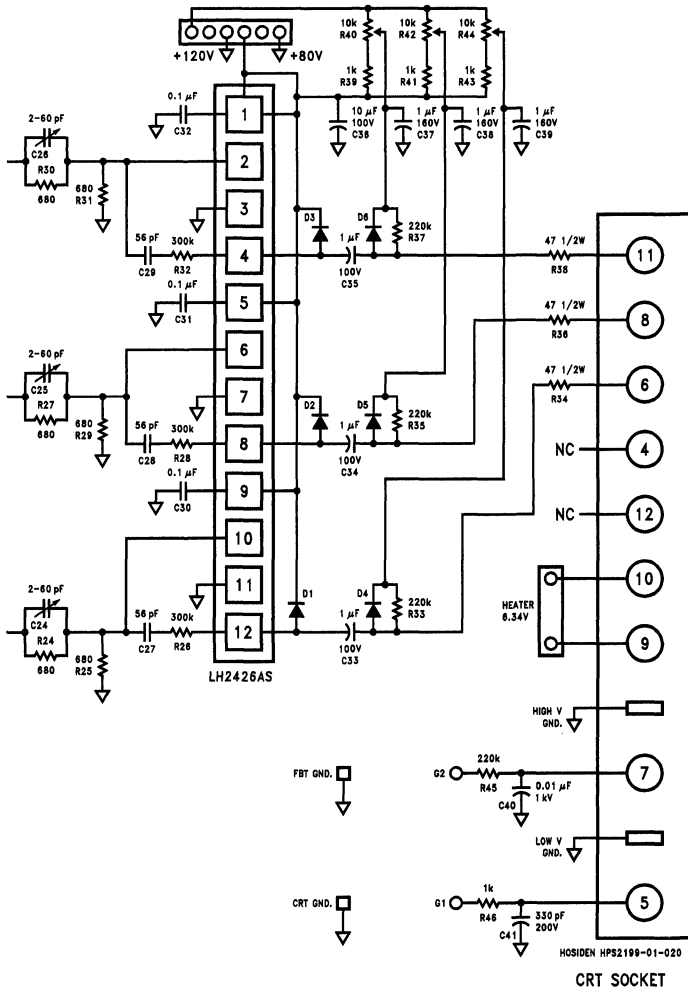 10k
R40
10k
R42
10k
R44
+120V
+80V
1k
R39
1k
R41
1k
R43
0.1 µF
C32
10 µF
100V
C36
1 µF
160V
C37
1 µF
160V
C38
1 µF
160V
C39
1
2-60 pF
C26
R30
680
680
R31
2
3
56 pF
C29
300k
R32
4
D3
1 µF
100V
C35
D6
220k
R37
47 1/2W
R38
11
0.1 µF
C31
5
47 1/2W
R36
8
6
2-60 pF
C25
R27
680
680
R29
7
47 1/2W
R34
6
56 pF
C28
300k
R28
8
D2
1 µF
100V
C34
D5
220k
R35
NC
4
0.1 µF
C30
9
NC
12
10
2-60 pF
C24
R24
680
680
R25
11
HEATER
6.34V
10
9
56 pF
C27
300k
R26
12
D1
1 µF
100V
C33
D4
220k
R33
LH2426AS
HIGH V
GND.
FBT GND.
G2
220k
R45
0.01 µF
1 kV
C40
7
LOW V
GND.
CRT GND.
G1
1k
R46
330 pF
200V
C41
5
HOSIDEN HPS2199-01-020
CRT SOCKET